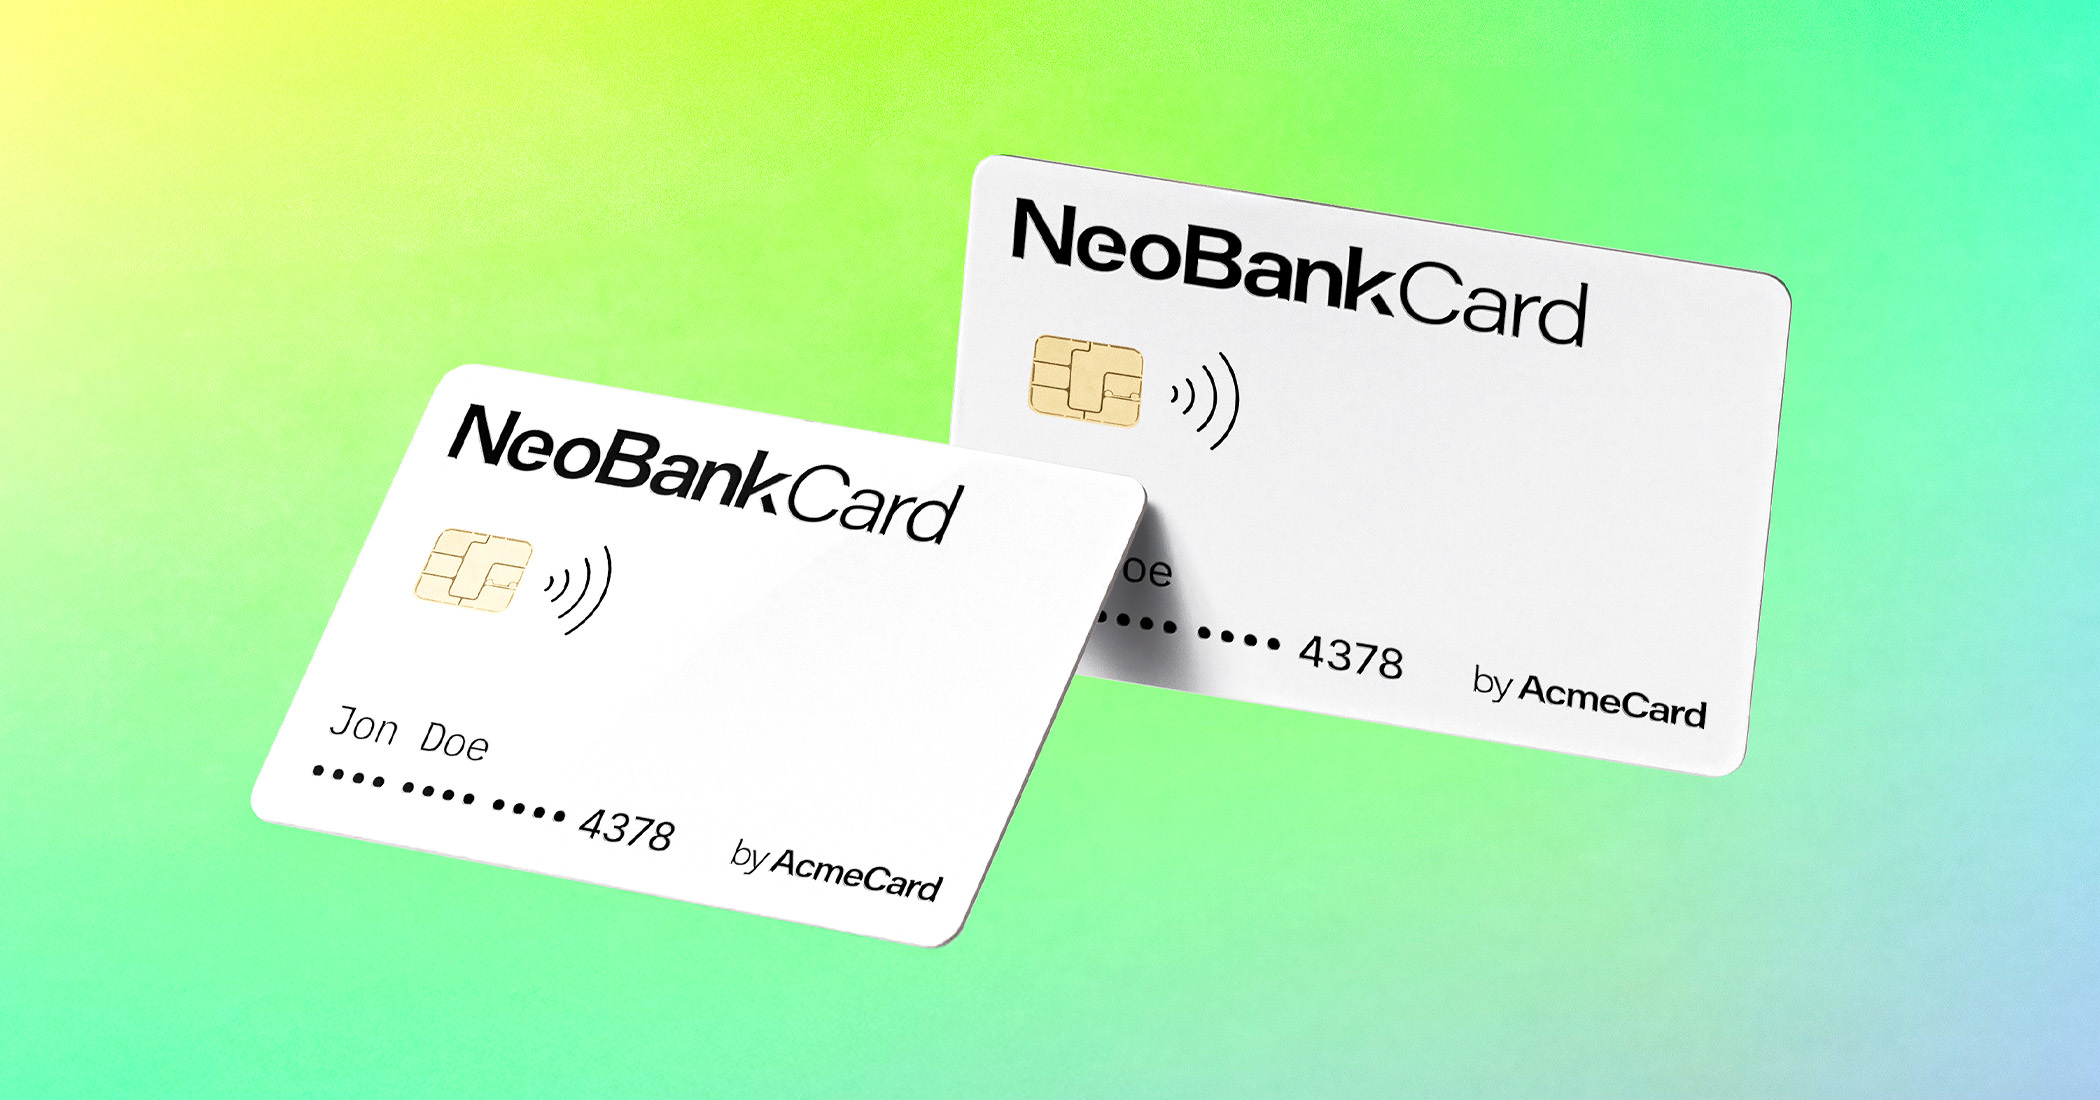 NeoBankCard
Jon Doe
•••• •••• •••• 4378
by AcmeCard
NeoBankCard
oe
•••• •••• 4378
by AcmeCard